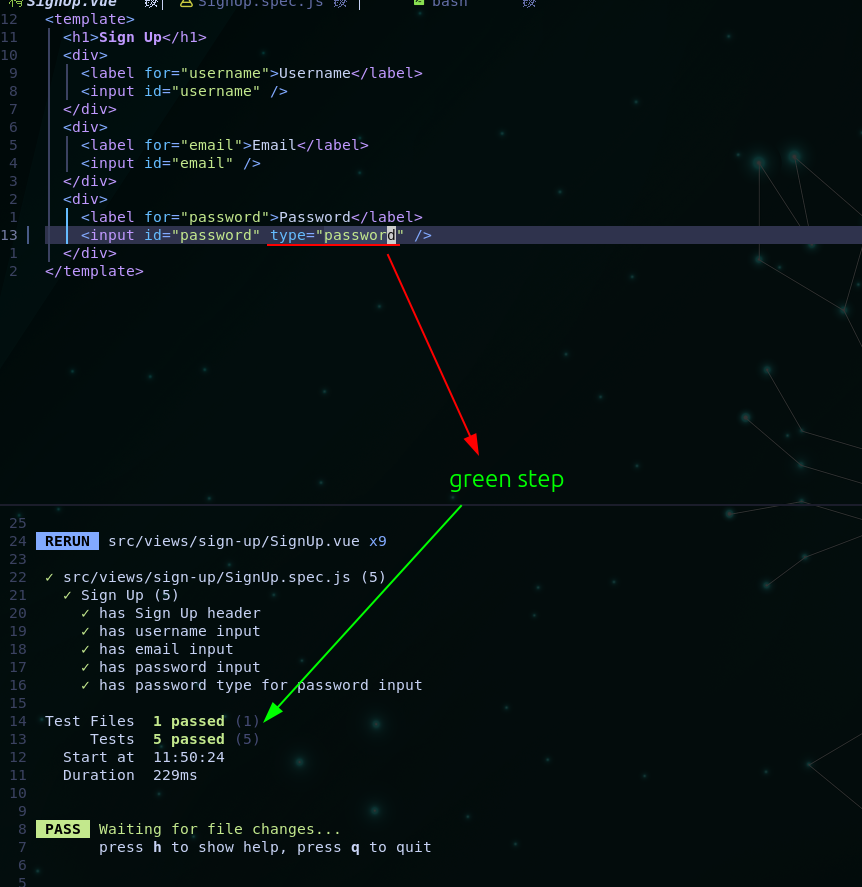 SignUp.vue SignUp.spec.js bash
12 <template>
11 <h1>Sign Up</h1>
10 <div>
9 <label for="username">Username</label>
8 <input id="username" />
7 </div>
6 <div>
5 <label for="email">Email</label>
4 <input id="email" />
3 </div>
2 <div>
1 <label for="password">Password</label>
13 <input id="password" type="password" />
1 </div>
2 </template>
green step
25
24 RERUN src/views/sign-up/SignUp.vue x9
23
22 ✓ src/views/sign-up/SignUp.spec.js (5)
21 ✓ Sign Up (5)
20 ✓ has Sign Up header
19 ✓ has username input
18 ✓ has email input
17 ✓ has password input
16 ✓ has password type for password input
15
14 Test Files 1 passed (1)
13 Tests 5 passed (5)
12 Start at 11:50:24
11 Duration 229ms
10
9
8 PASS Waiting for file changes...
7 press h to show help, press q to quit
6
5